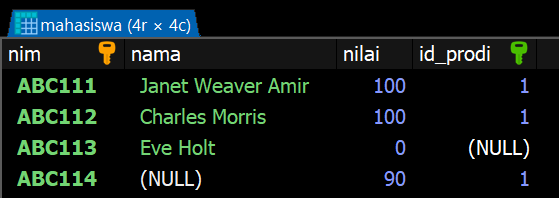 mahasiswa (4r × 4c)
nim nama nilai id_prodi
ABC111 Janet Weaver Amir 100 1
ABC112 Charles Morris 100 1
ABC113 Eve Holt 0 (NULL)
ABC114 (NULL) 90 1